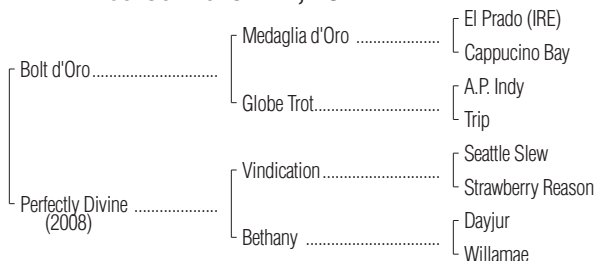 El Prado (IRE)
Medaglia d'Oro ....................
Cappucino Bay
Bolt d'Oro..............................
A.P. Indy
Globe Trot..............................
Trip
Seattle Slew
Vindication............................
Strawberry Reason
Perfectly Divine ....................
(2008)
Dayjur
Bethany ................................
Willamae